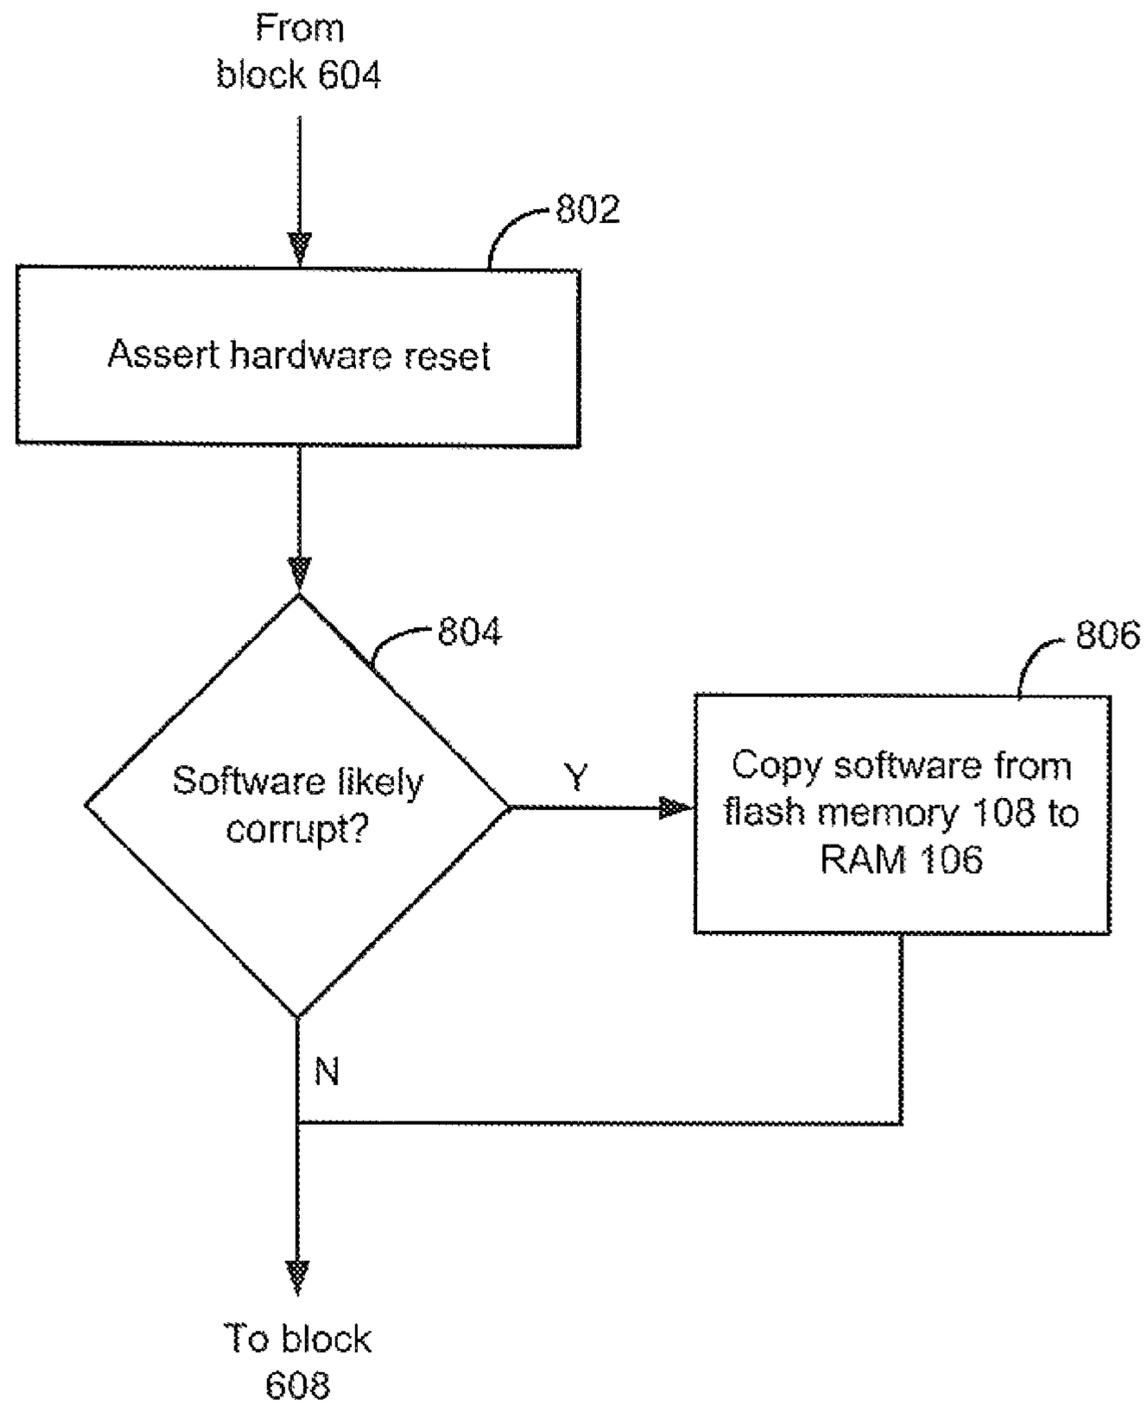 From
block 604
802
Assert hardware reset
804
806
Software likely
corrupt?
Y
Copy software from
flash memory 108 to
RAM 106
N
To block
608